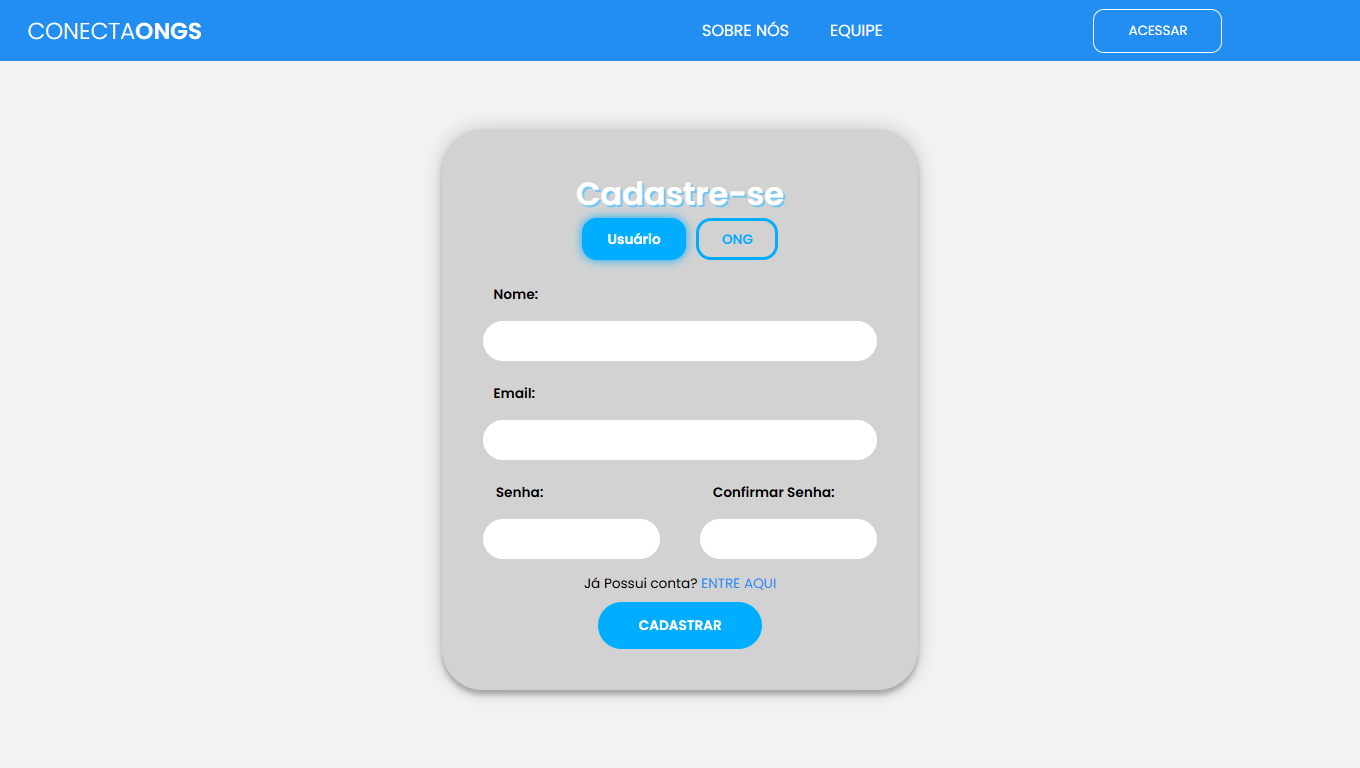 CONECTAONGS SOBRE NÓS EQUIPE ACESSAR
Cadastre-se
Usuário ONG
Nome:
Email:
Senha: Confirmar Senha:
Já Possui conta? ENTRE AQUI
CADASTRAR